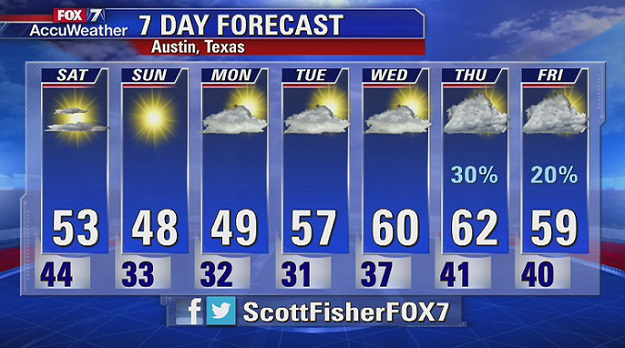 FOX 7
AccuWeather
7 DAY FORECAST
Austin, Texas
SAT SUN MON TUE WED THU FRI
30% 20%
53 48 49 57 60 62 59
44 33 32 31 37 41 40
f ScottFisherFOX7